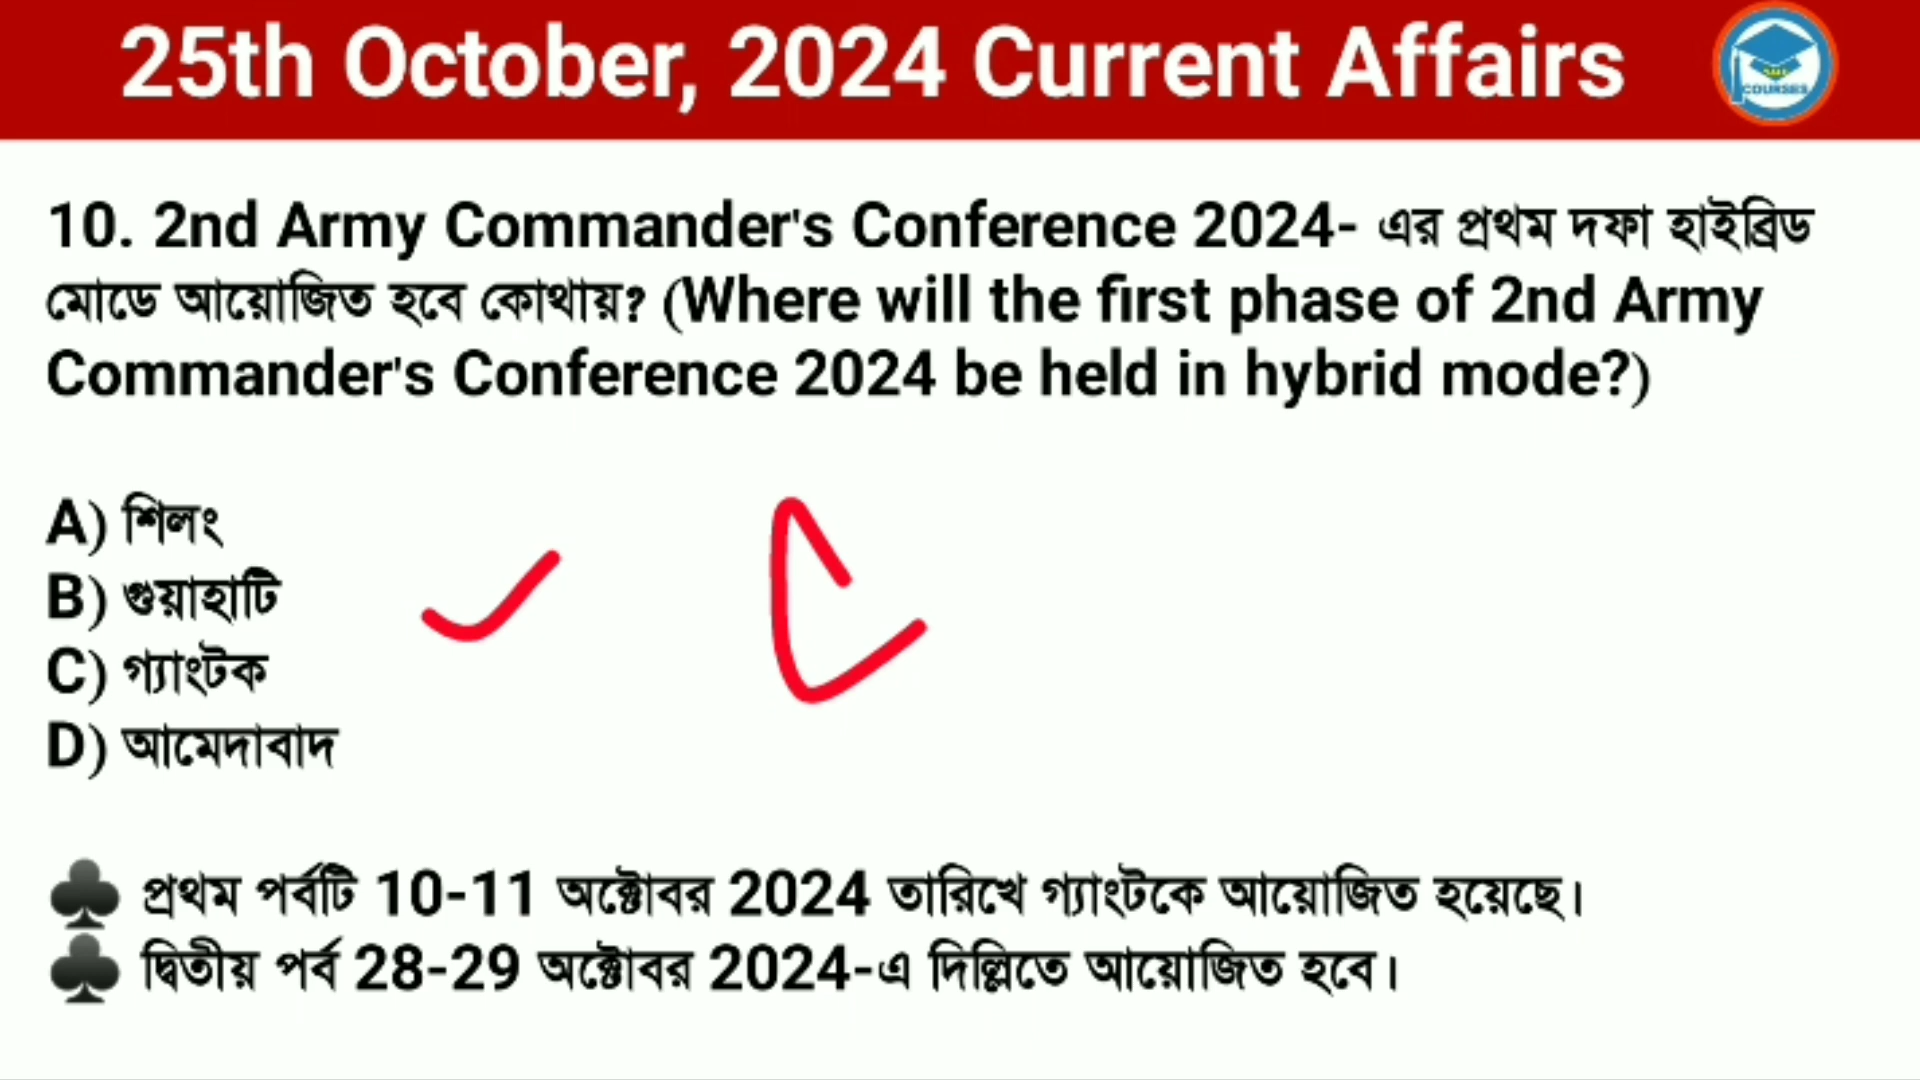 25th October, 2024 Current Affairs
COURSES
10. 2nd Army Commander's Conference 2024- এর প্রথম দফা হাইব্রিড
মোডে আয়োজিত হবে কোথায়? (Where will the first phase of 2nd Army
Commander's Conference 2024 be held in hybrid mode?)
A) শিলং
B) গুয়াহাটি
C) গ্যাংটক
D) আমেদাবাদ
C
♣ প্রথম পর্বটি 10-11 অক্টোবর 2024 তারিখে গ্যাংটকে আয়োজিত হয়েছে।
♣ দ্বিতীয় পর্ব 28-29 অক্টোবর 2024-এ দিল্লিতে আয়োজিত হবে।